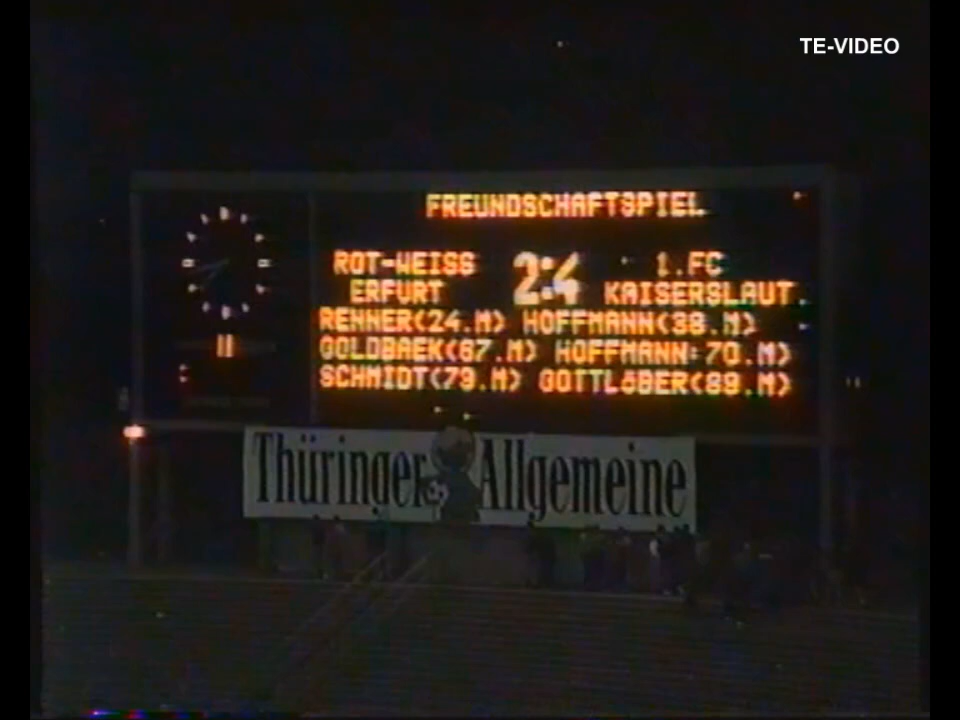 TE-VIDEO
FREUNDSCHAFTSPIEL
ROT-WEISS 2:4 1.FC
ERFURT KAISERSLAUT.
RENNER(24.M) HOFFMANN(38.M)
GOLDBAEK(67.M) HOFFMANN:70.M)
SCHMIDT(79.M) GOTTLÖBER(89.M)
Thüringer Allgemeine